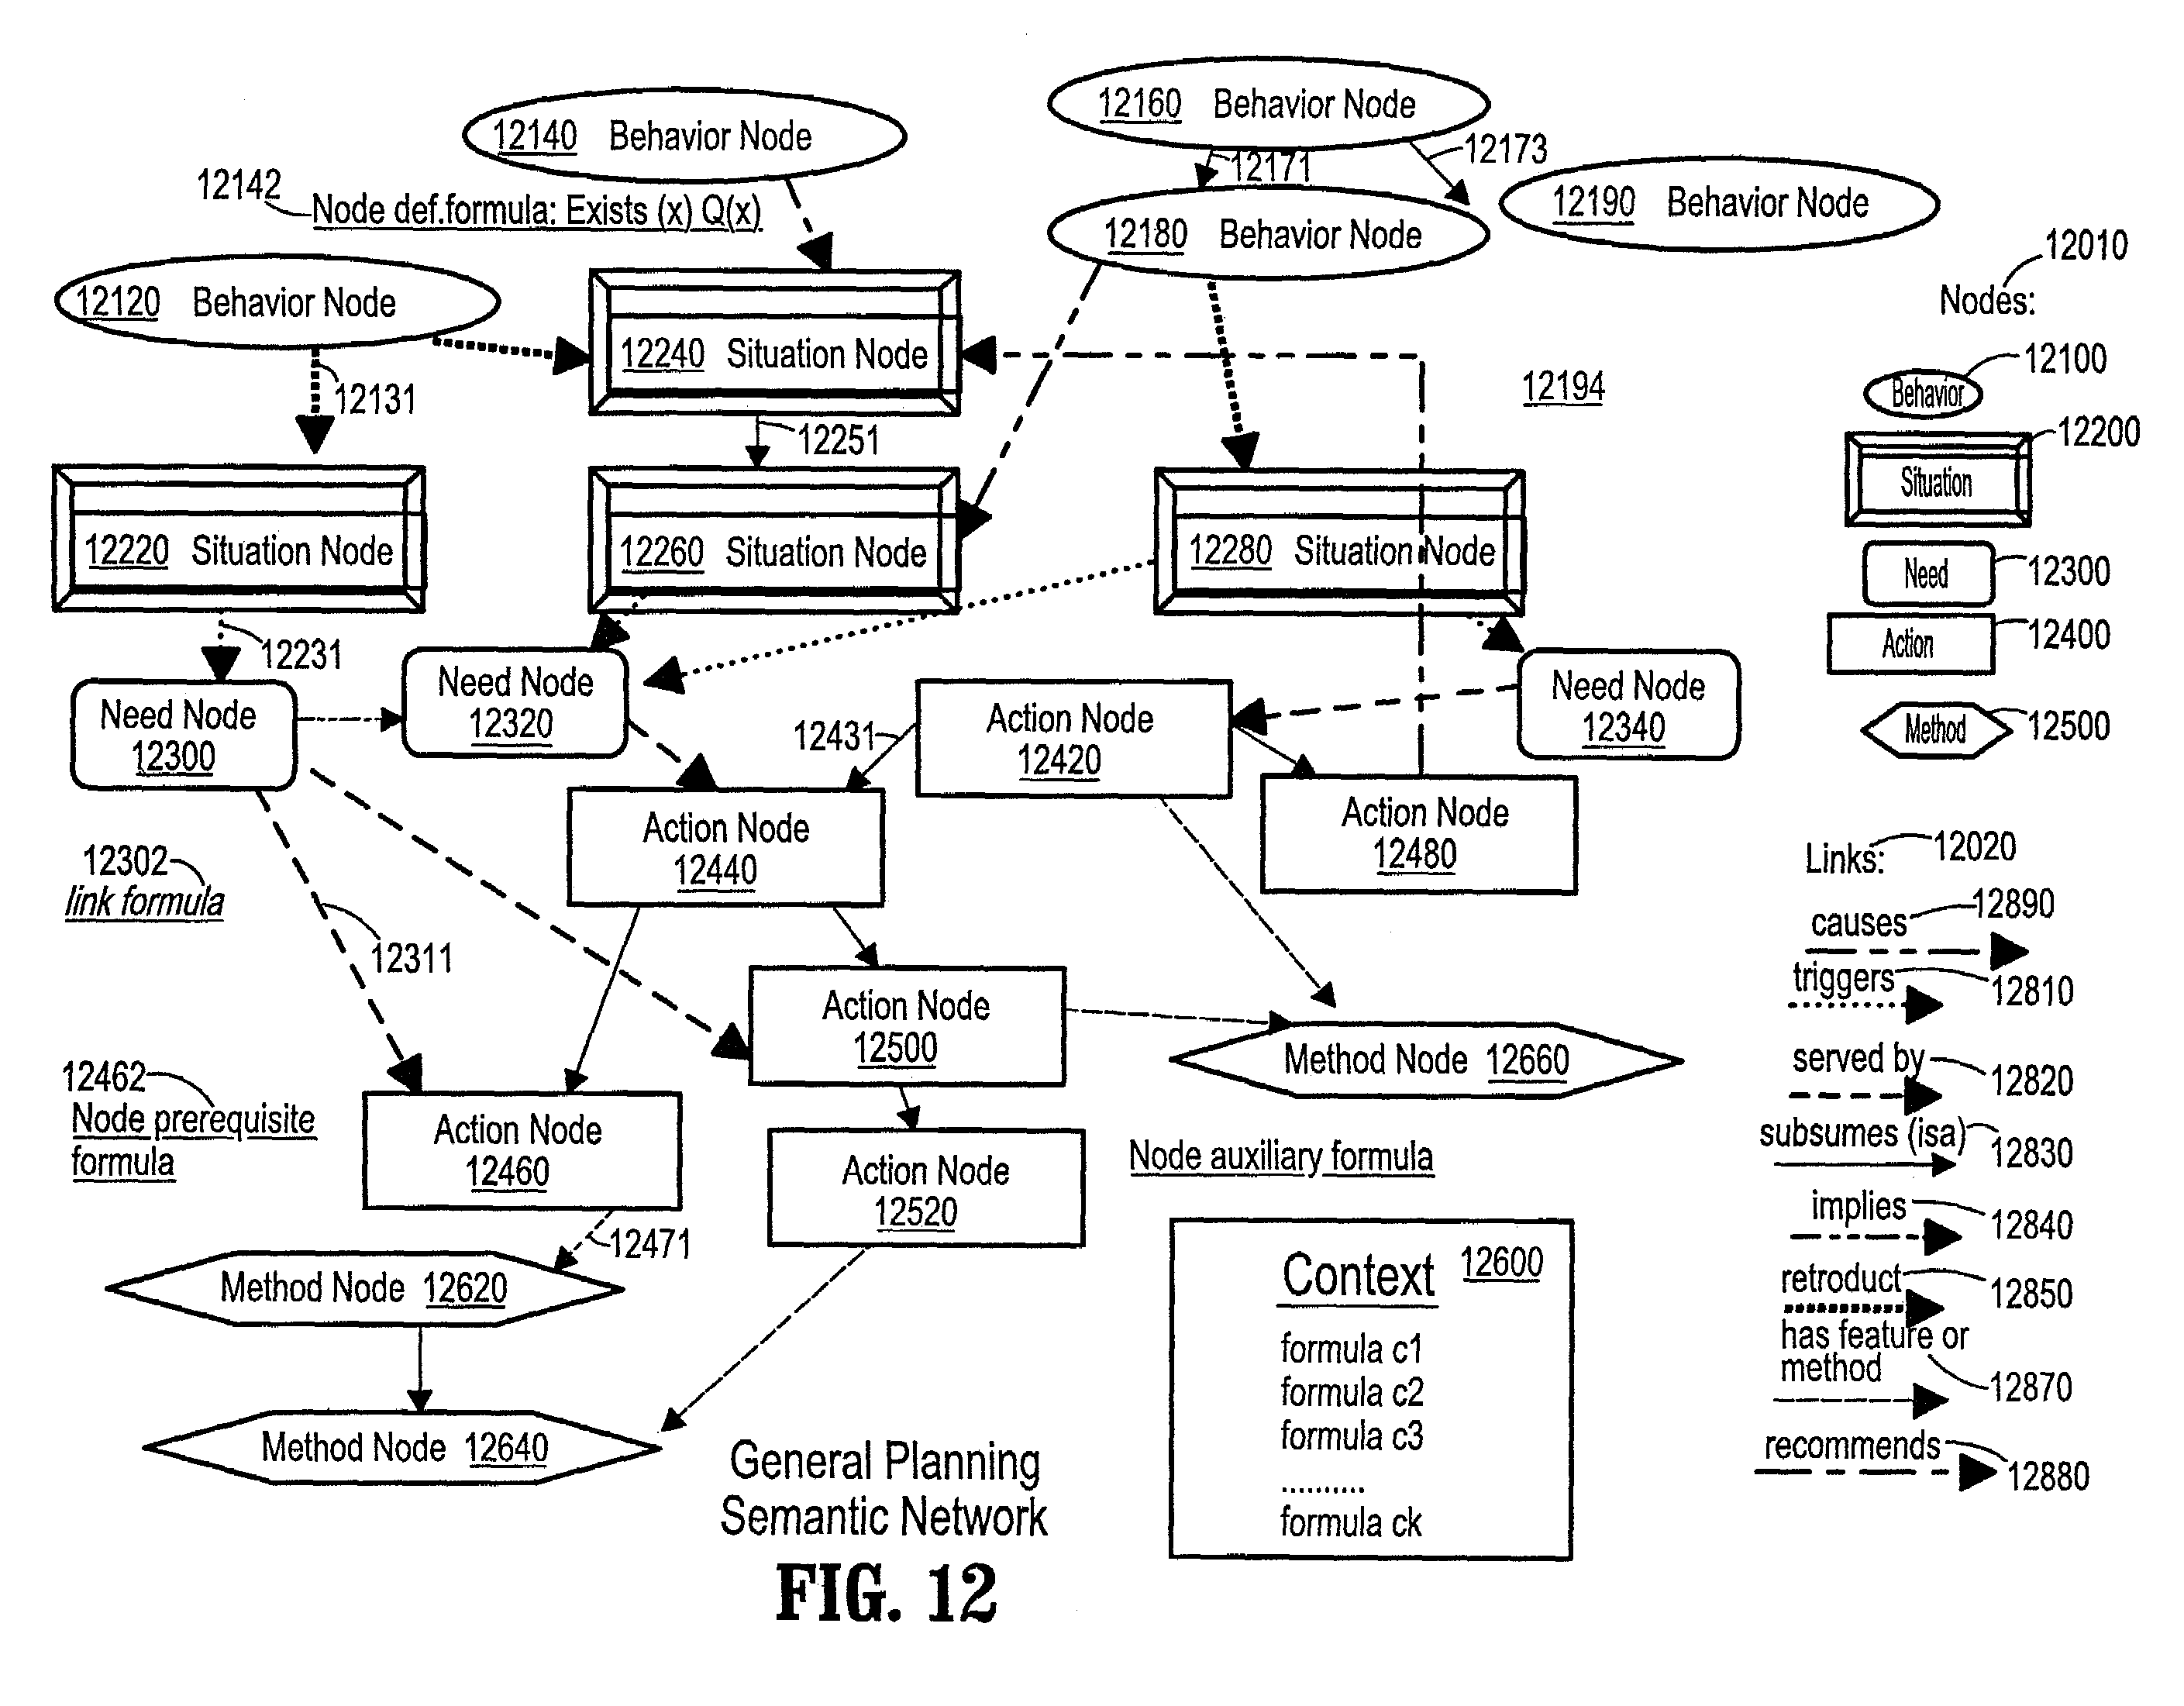 12160 Behavior Node
12140 Behavior Node
12171
12173
12142
Node def.formula: Exists (x) Q(x)
12190 Behavior Node
12180 Behavior Node
12120 Behavior Node
12010
Nodes:
12240 Situation Node
12131
12194
12100
Behavior
12251
12200
Situation
12220 Situation Node
12260 Situation Node
12280 Situation Node
12300
Need
12231
12400
Action
Need Node
12300
Need Node
12320
Action Node
12420
Need Node
12340
12431
12500
Method
Action Node
12440
Action Node
12480
12302
link formula
12311
Links:
12020
causes
12890
triggers
12810
Action Node
12500
Method Node 12660
served by
12820
12462
Node prerequisite
formula
Action Node
12460
Action Node
12520
Node auxiliary formula
subsumes (isa)
12830
12471
implies
12840
Method Node 12620
Context 12600
formula c1
formula c2
formula c3
..........
formula ck
retroduct
12850
has feature or
method
12870
Method Node 12640
recommends
12880
General Planning
Semantic Network
FIG. 12